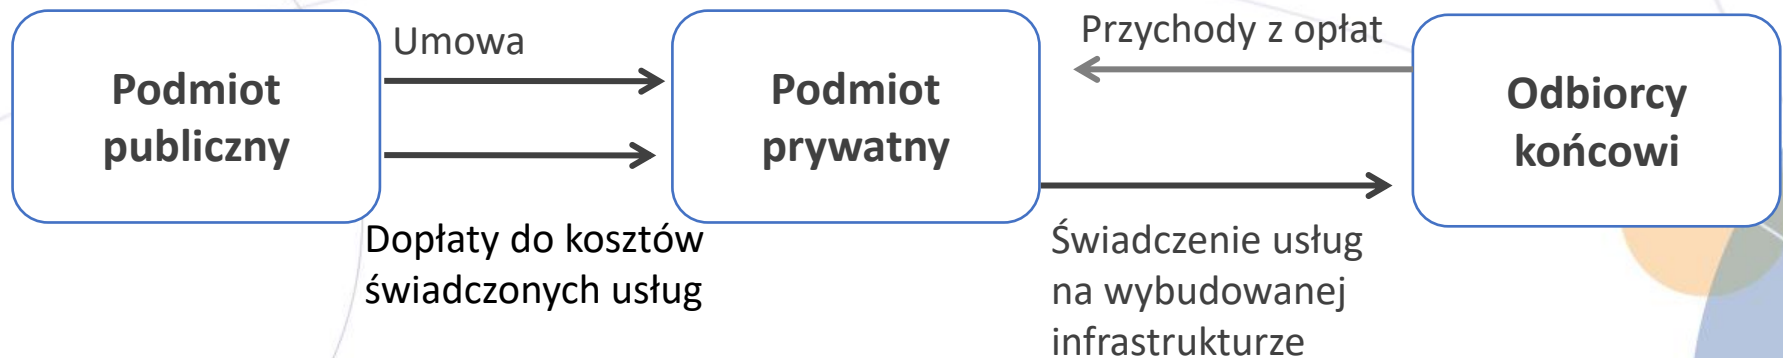 Podmiot
publiczny
Umowa
Dopłaty do kosztów
świadczonych usług
Podmiot
prywatny
Przychody z opłat
Świadczenie usług
na wybudowanej
infrastrukturze
Odbiorcy
końcowi